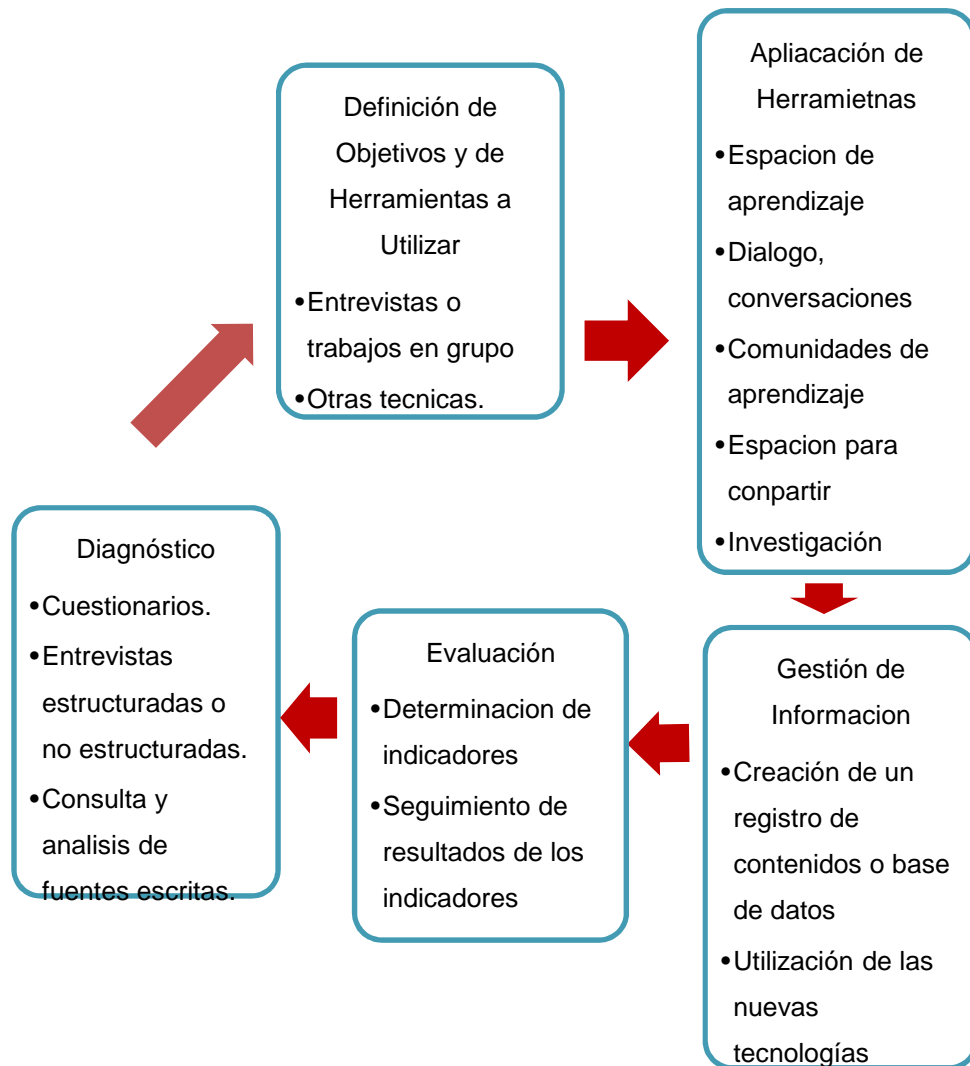 Definición de
Objetivos y de
Herramientas a
Utilizar
•Entrevistas o
trabajos en grupo
•Otras tecnicas.
Apliacación de
Herramietnas
•Espacion de
aprendizaje
•Dialogo,
conversaciones
•Comunidades de
aprendizaje
•Espacion para
conpartir
•Investigación
Gestión de
Informacion
•Creación de un
registro de
contenidos o base
de datos
•Utilización de las
nuevas
tecnologías
Evaluación
•Determinacion de
indicadores
•Seguimiento de
resultados de los
indicadores
Diagnóstico
•Cuestionarios.
•Entrevistas
estructuradas o
no estructuradas.
•Consulta y
analisis de
fuentes escritas.